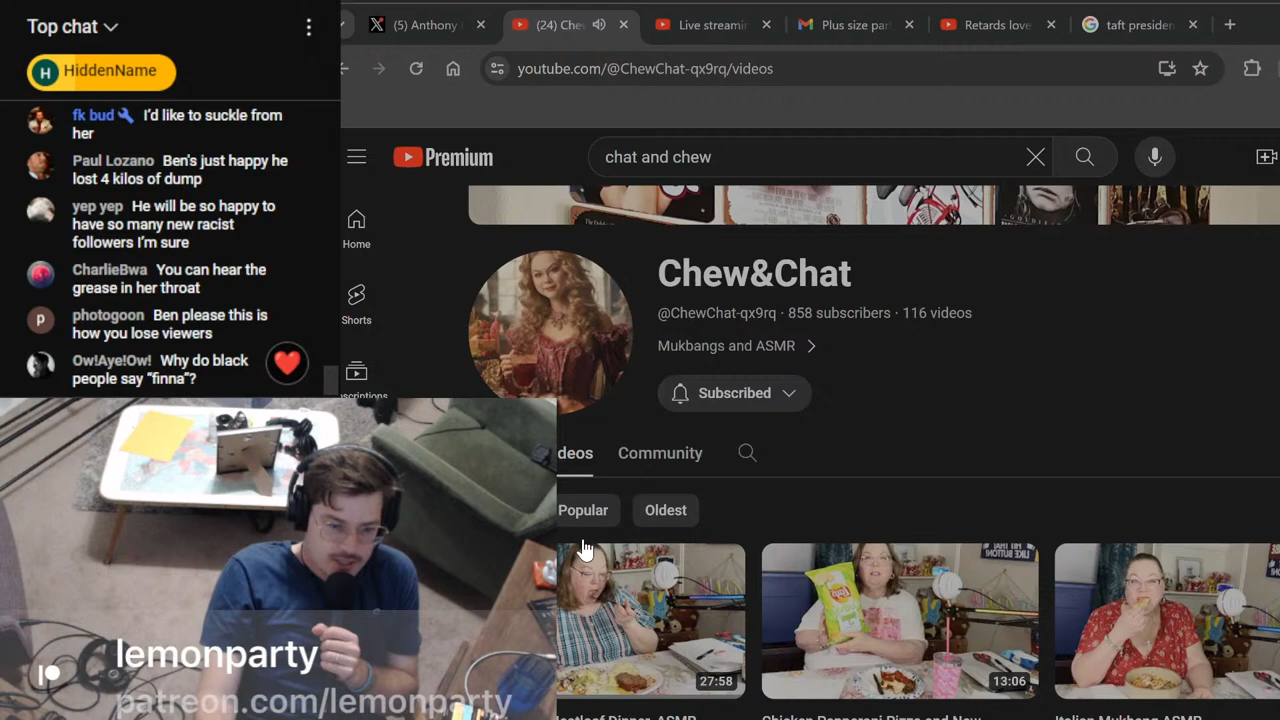 Top chat
H HiddenName
fk bud I'd like to suckle from
her
Paul Lozano Ben's just happy he
lost 4 kilos of dump
yep yep He will be so happy to
have so many new racist
followers I'm sure
CharlieBwa You can hear the
grease in her throat
p photogoon Ben please this is
how you lose viewers
Ow!Aye!Ow! Why do black
people say “finna”?
(5) Anthony
(24) Che
Live streami
Plus size par
Retards love
taft presiden
youtube.com/@ChewChat-qx9rq/videos
Premium
chat and chew
Home
Shorts
Chew&Chat
@ChewChat-qx9rq · 858 subscribers · 116 videos
Mukbangs and ASMR
Subscribed
deos
Community
Popular
Oldest
27:58
13:06
lemonparty
patreon.com/lemonparty